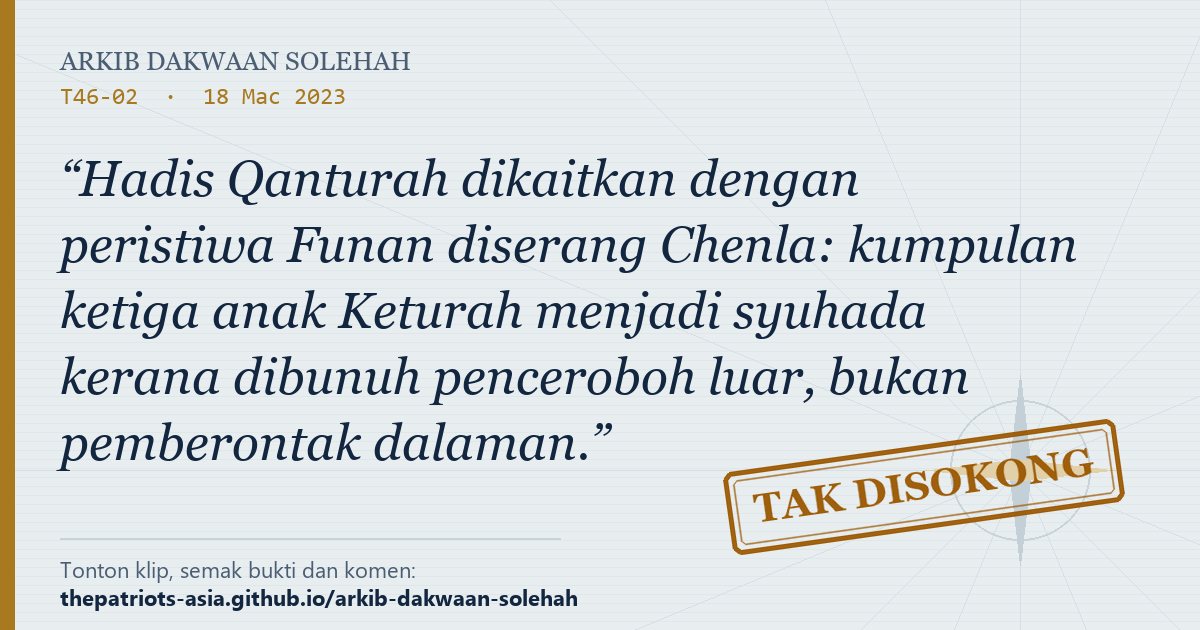 ARKIB DAKWAAN SOLEHAH
T46-02 · 18 Mac 2023
“Hadis Qanturah dikaitkan dengan
peristiwa Funan diserang Chenla: kumpulan
ketiga anak Keturah menjadi syuhada
kerana dibunuh penceroboh luar, bukan
pemberontak dalaman.”
TAK DISOKONG
Tonton klip, semak bukti dan komen:
thepatriots-asia.github.io/arkib-dakwaan-solehah